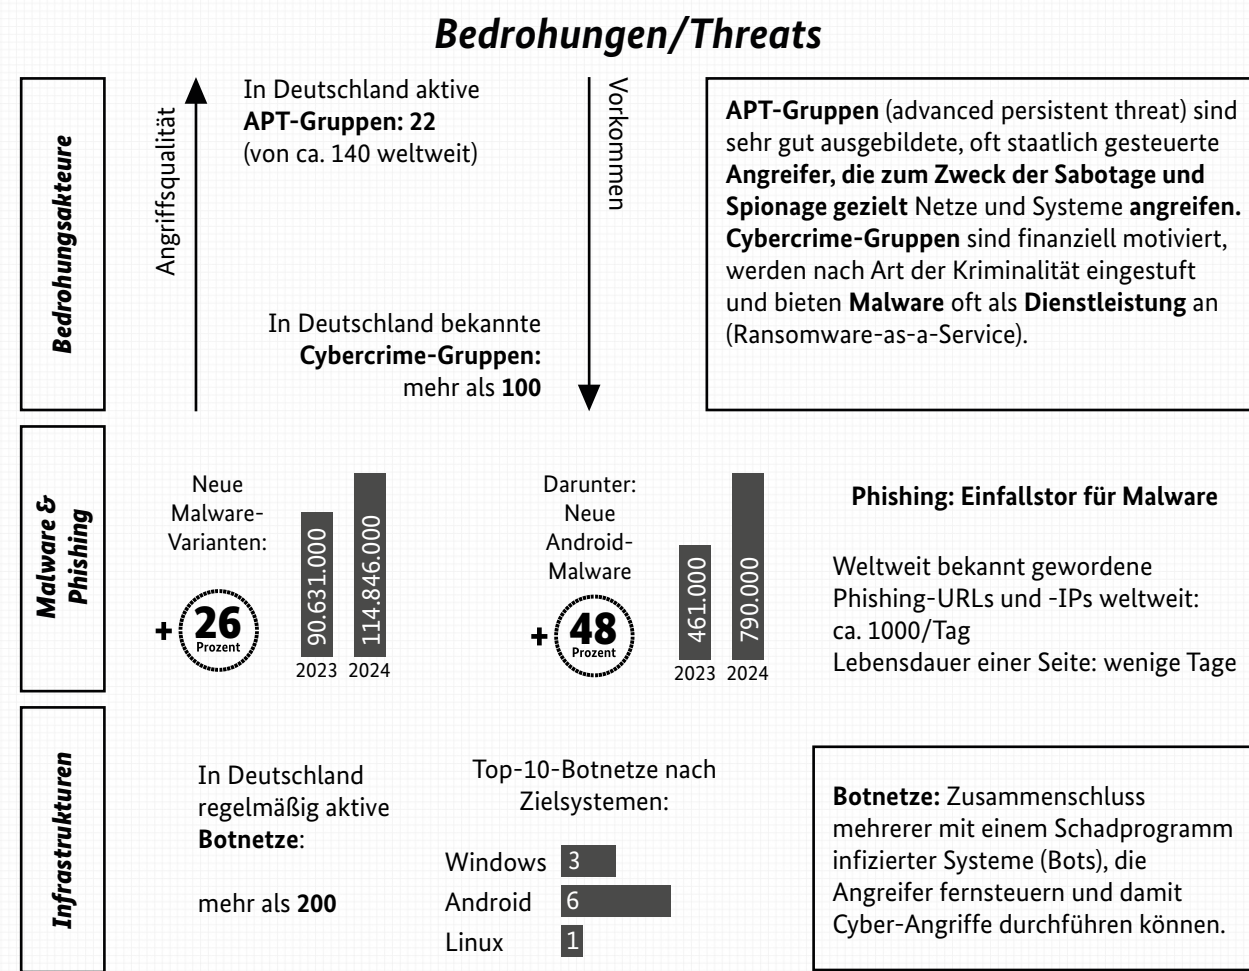 Bedrohungen/Threats
Bedrohungsakteure
Angriffsqualität
In Deutschland aktive
APT-Gruppen: 22
(von ca. 140 weltweit)
In Deutschland bekannte
Cybercrime-Gruppen:
mehr als 100
Vorkommen
APT-Gruppen (advanced persistent threat) sind
sehr gut ausgebildete, oft staatlich gesteuerte
Angreifer, die zum Zweck der Sabotage und
Spionage gezielt Netze und Systeme angreifen.
Cybercrime-Gruppen sind finanziell motiviert,
werden nach Art der Kriminalität eingestuft
und bieten Malware oft als Dienstleistung an
(Ransomware-as-a-Service).
Malware &
Phishing
Neue
Malware-
Varianten:
+ 26
Prozent
90.631.000
114.846.000
2023 2024
Darunter:
Neue
Android-
Malware
+ 48
Prozent
461.000
790.000
2023 2024
Phishing: Einfallstor für Malware
Weltweit bekannt gewordene
Phishing-URLs und -IPs weltweit:
ca. 1000/Tag
Lebensdauer einer Seite: wenige Tage
Infrastrukturen
In Deutschland
regelmäßig aktive
Botnetze:
mehr als 200
Top-10-Botnetze nach
Zielsystemen:
Windows 3
Android 6
Linux 1
Botnetze: Zusammenschluss
mehrerer mit einem Schadprogramm
infizierter Systeme (Bots), die
Angreifer fernsteuern und damit
Cyber-Angriffe durchführen können.